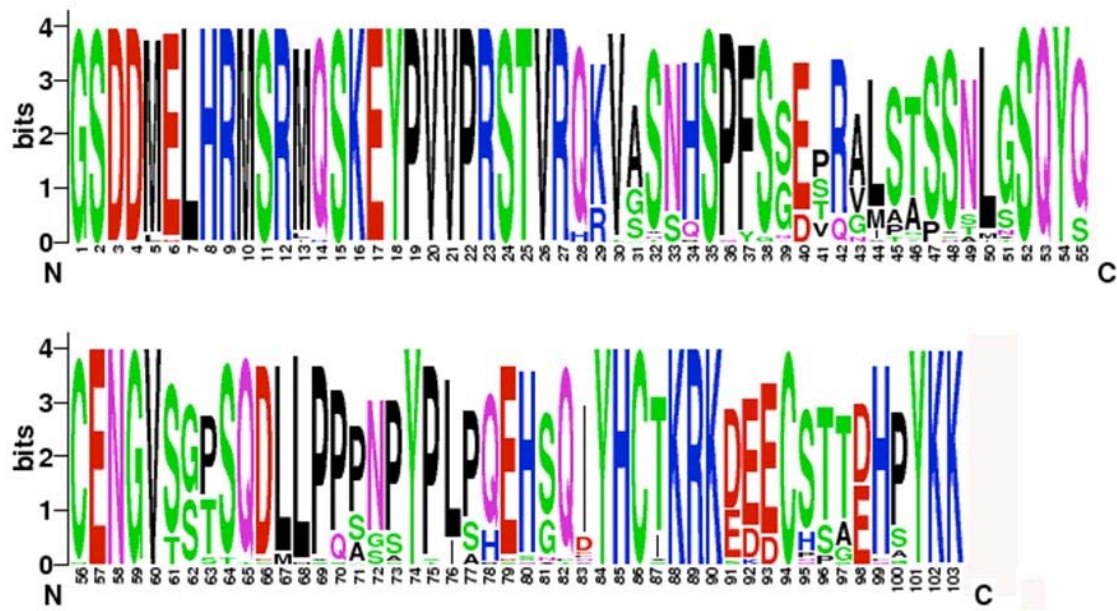 4
3
2
1
0
bits
GSDDMELHRMSRMQSKEYPVVPRSTVRQKVASNHSPFSSEPRALSTSSNLGSQYQ
H R G S S Q Y G D S T V Q V G M A P A P S S S
1 2 3 4 5 6 7 8 9 10 11 12 13 14 15 16 17 18 19 20 21 22 23 24 25 26 27 28 29 30 31 32 33 34 35 36 37 38 39 40 41 42 43 44 45 46 47 48 49 50 51 52 53 54 55
N C
4
3
2
1
0
bits
CENGVSGPSQDLLPPPNPYPLPQEHSQIYHCTKRKDEECSTTDHPYKK
T S T M Q S A G S S I S A H G D I E D D H S A G E S A
56 57 58 59 60 61 62 63 64 65 66 67 68 69 70 71 72 73 74 75 76 77 78 79 80 81 82 83 84 85 86 87 88 89 90 91 92 93 94 95 96 97 98 99 100 101 102 103
N C